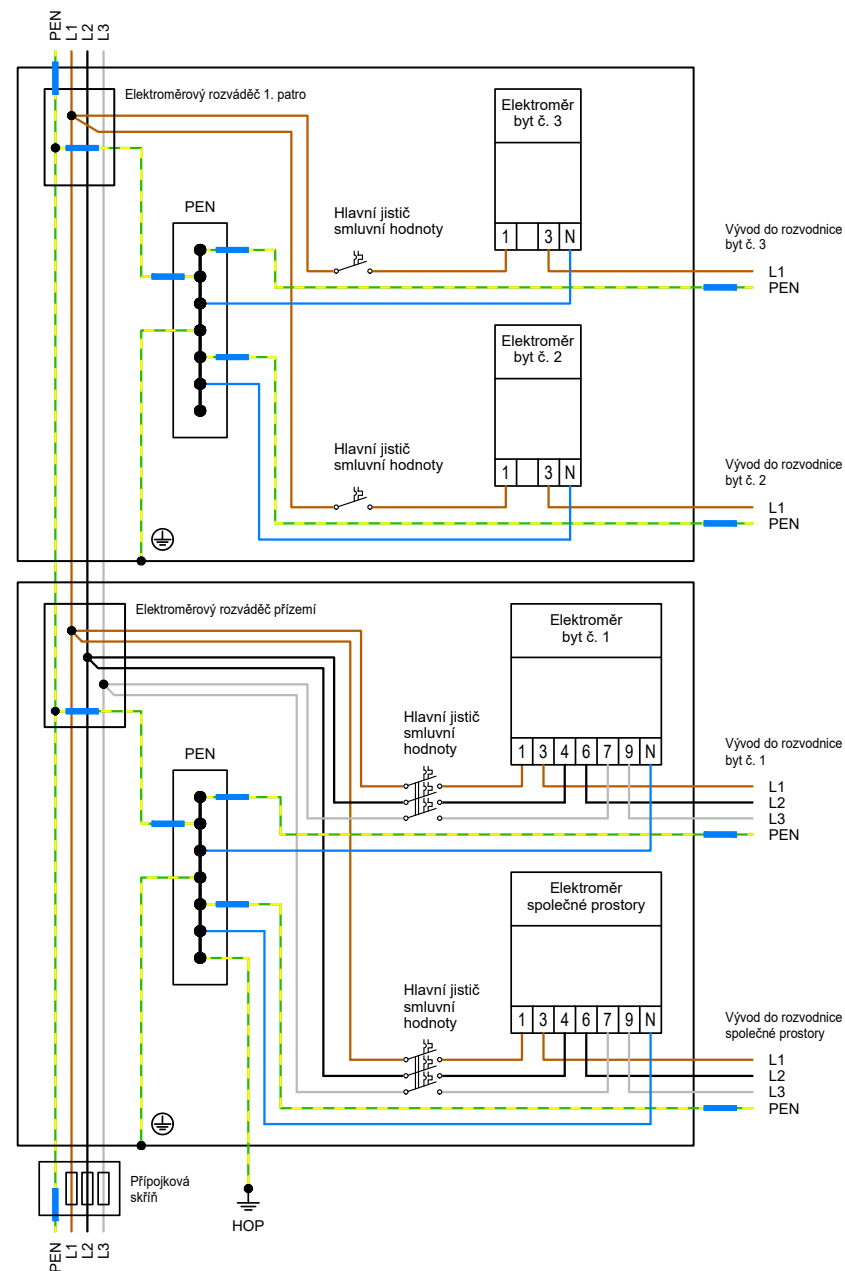 PEN
L1
L2
L3
Elektroměrový rozváděč 1. patro
Elektroměr
byt č. 3
PEN
Hlavní jistič
smluvní hodnoty
1 3 N
Vývod do rozvodnice
byt č. 3
L1
PEN
Elektroměr
byt č. 2
Hlavní jistič
smluvní hodnoty
1 3 N
Vývod do rozvodnice
byt č. 2
L1
PEN
Elektroměrový rozváděč přízemí
Elektroměr
byt č. 1
Hlavní jistič
smluvní
hodnoty
PEN
1 3 4 6 7 9 N
Vývod do rozvodnice
byt č. 1
L1
L2
L3
PEN
Elektroměr
společné prostory
Hlavní jistič
smluvní
hodnoty
1 3 4 6 7 9 N
Vývod do rozvodnice
společné prostory
L1
L2
L3
PEN
Přípojková
skříň
HOP
PEN
L1
L2
L3